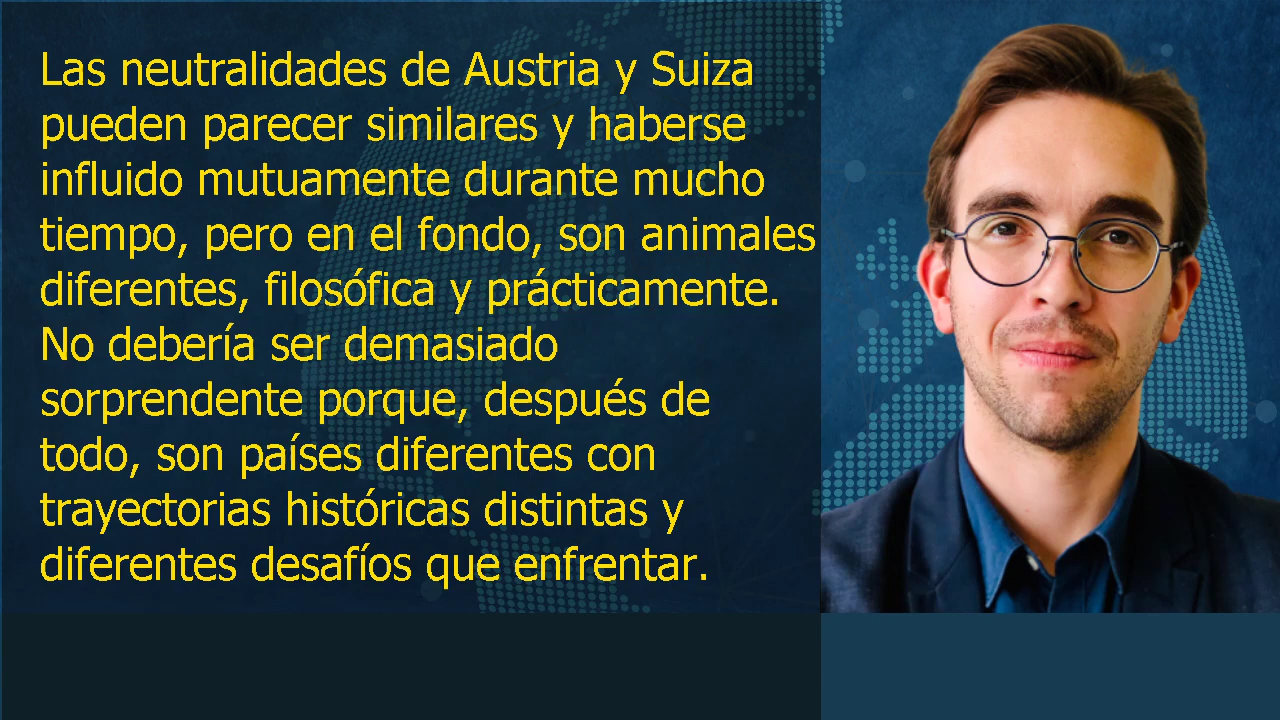 Las neutralidades de Austria y Suiza
pueden parecer similares y haberse
influido mutuamente durante mucho
tiempo, pero en el fondo, son animales
diferentes, filosófica y prácticamente.
No debería ser demasiado
sorprendente porque, después de
todo, son países diferentes con
trayectorias históricas distintas y
diferentes desafíos que enfrentar.